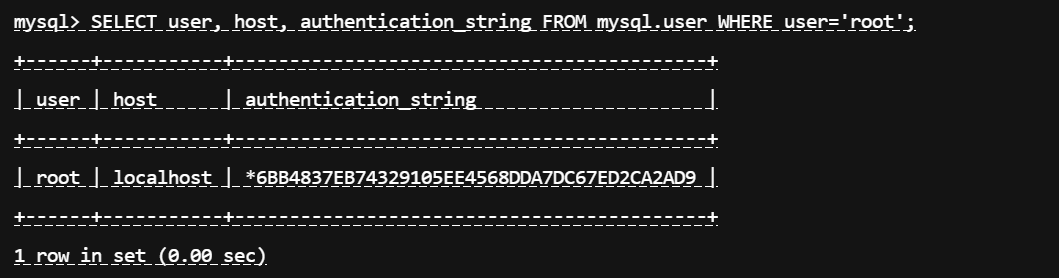 mysql> SELECT user, host, authentication_string FROM mysql.user WHERE user='root';
+------+-----------+-------------------------------------------+
| user | host      | authentication_string                     |
+------+-----------+-------------------------------------------+
| root | localhost | *6BB4837EB74329105EE4568DDA7DC67ED2CA2AD9 |
+------+-----------+-------------------------------------------+
1 row in set (0.00 sec)